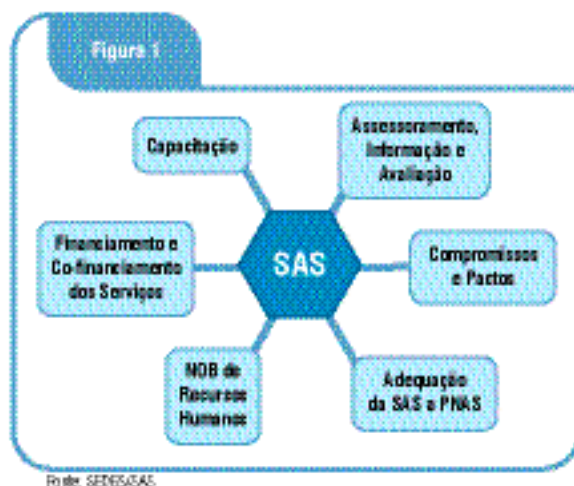 Figura 1
Capacitação
Assessoramento,
Informação e
Avaliação
Financiamento e
Co-financiamento
dos Serviços
SAS
Compromissos
e Pactos
NOB de
Recursos
Humanos
Adequação
da SAS a PNAS
Fonte: SEDES/SAS.